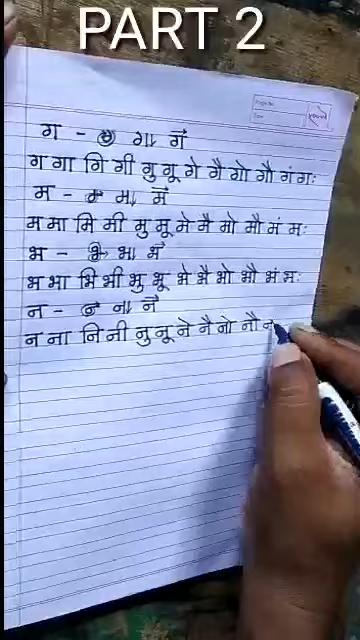 PART 2
ग - गा गें
ग गा गि गी गु गू गे गै गो गौ गं गः
म - मा में
म मा मि मी मु मू मे मै मो मौ मं मः
भ - भा भें
भ भा भि भी भु भू भे भै भो भौ भं भः
न - ना नें
न ना नि नी नु नू ने नै नो नौ न